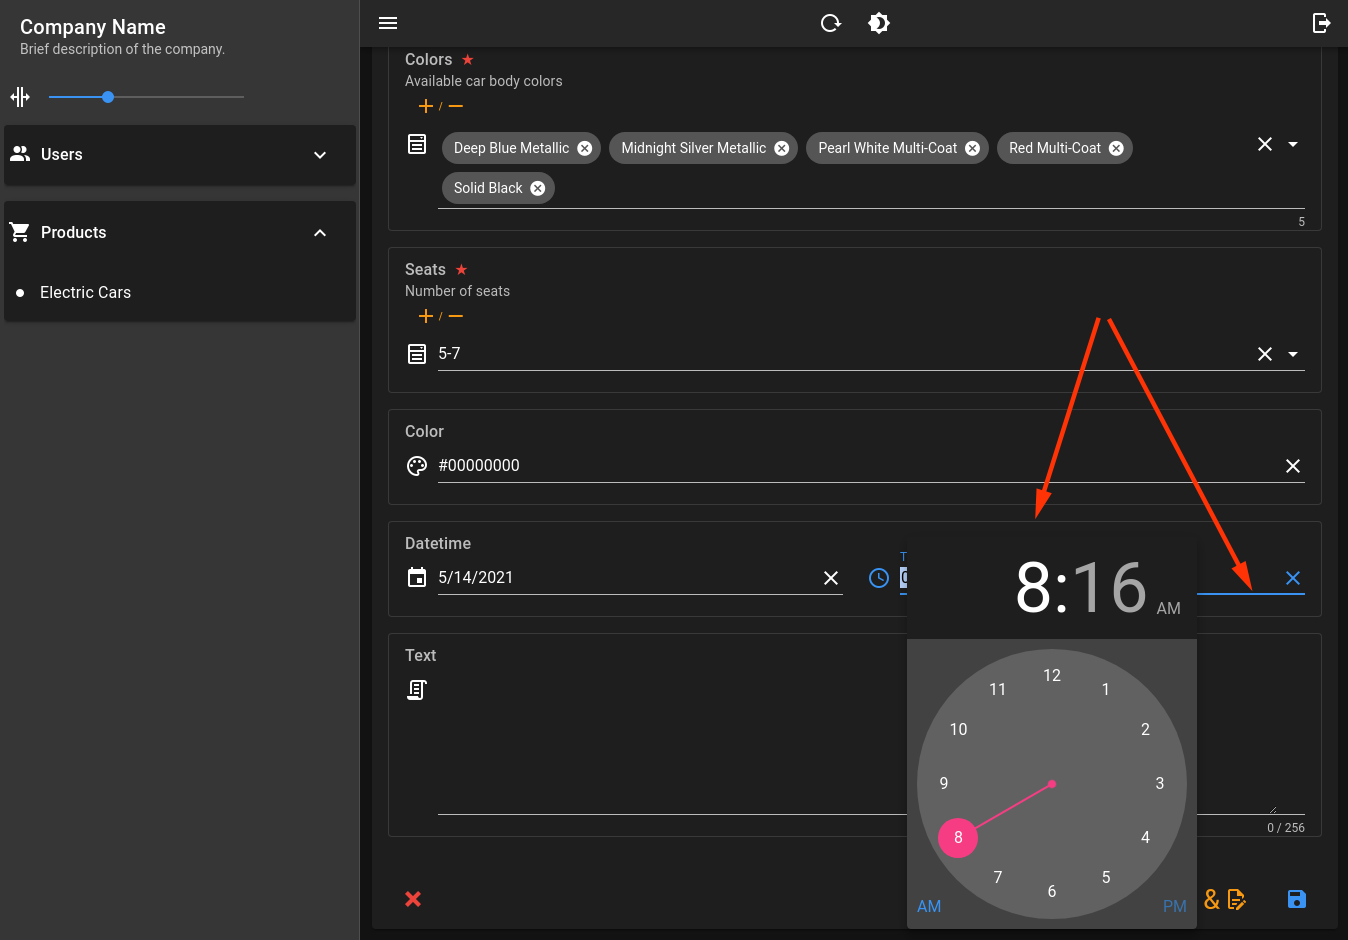 Company Name
Brief description of the company.
Users
Products
Electric Cars
Colors ★
Available car body colors
+ / −
Deep Blue Metallic
Midnight Silver Metallic
Pearl White Multi-Coat
Red Multi-Coat
Solid Black
5
Seats ★
Number of seats
+ / −
5-7
Color
#00000000
Datetime
5/14/2021
T
8:16 AM
Text
12
11
1
10
2
9
3
8
4
7
5
6
AM
PM
0 / 256
&